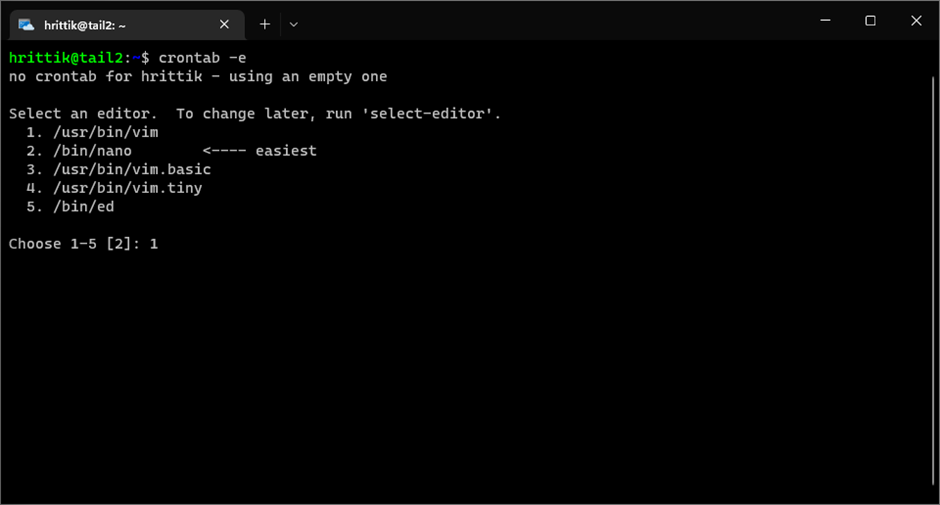 hrittik@tail2: ~
hrittik@tail2:~$ crontab -e
no crontab for hrittik - using an empty one
Select an editor.  To change later, run 'select-editor'.
  1. /usr/bin/vim
  2. /bin/nano        <---- easiest
  3. /usr/bin/vim.basic
  4. /usr/bin/vim.tiny
  5. /bin/ed
Choose 1-5 [2]: 1